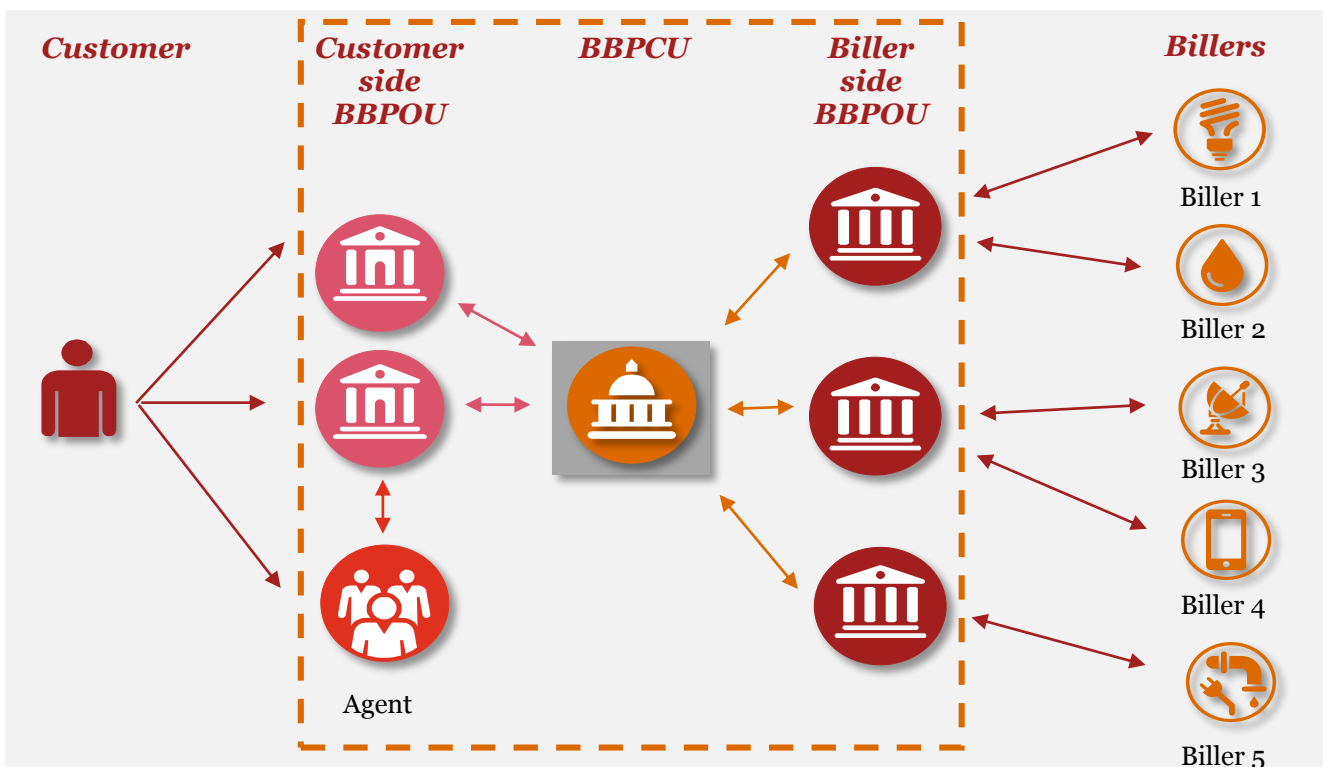 Customer
Customer
side
BBPOU
BBPCU
Biller
side
BBPOU
Billers
Biller 1
Biller 2
Biller 3
Biller 4
Biller 5
Agent